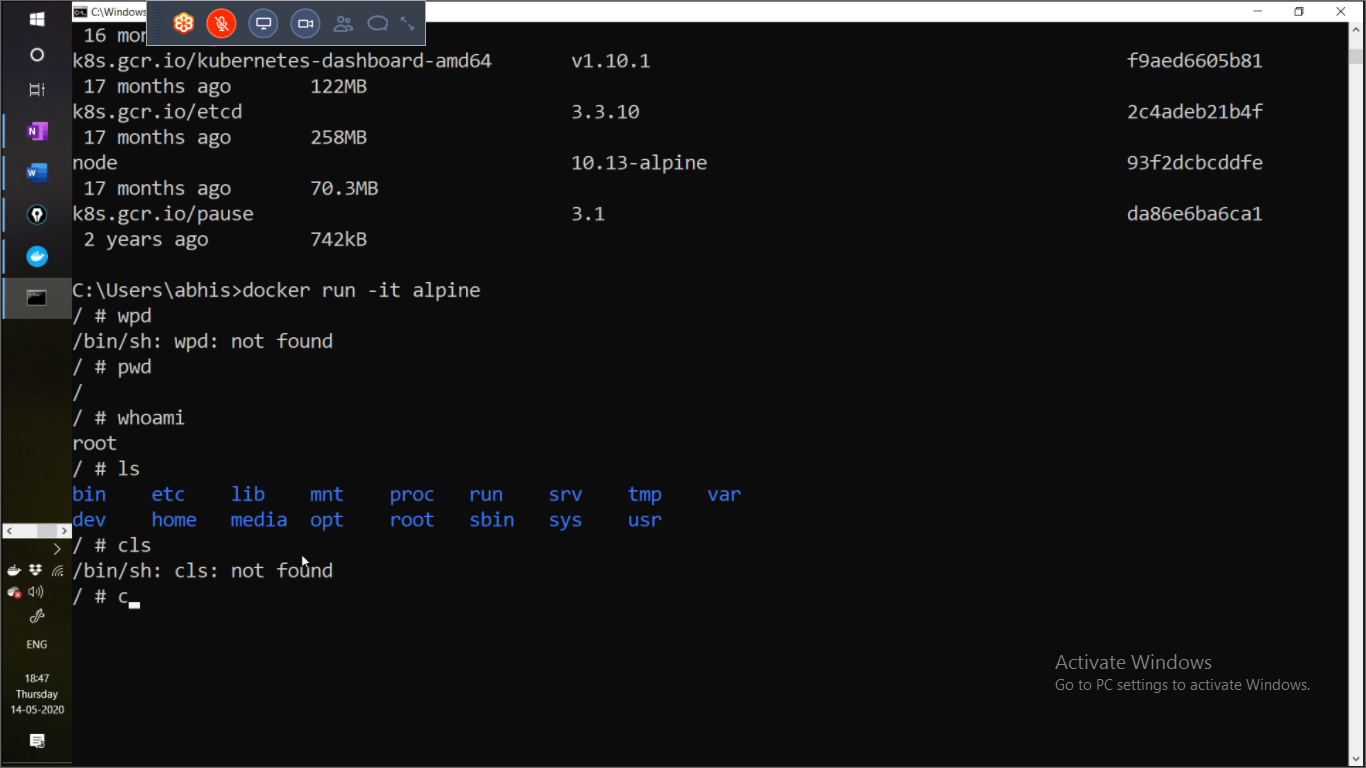 C:\Windows
16 mon
k8s.gcr.io/kubernetes-dashboard-amd64 v1.10.1 f9aed6605b81
17 months ago 122MB
k8s.gcr.io/etcd 3.3.10 2c4adeb21b4f
17 months ago 258MB
node 10.13-alpine 93f2dcbcddfe
17 months ago 70.3MB
k8s.gcr.io/pause 3.1 da86e6ba6ca1
2 years ago 742kB
C:\Users\abhis>docker run -it alpine
/ # wpd
/bin/sh: wpd: not found
/ # pwd
/
/ # whoami
root
/ # ls
bin etc lib mnt proc run srv tmp var
dev home media opt root sbin sys usr
/ # cls
/bin/sh: cls: not found
/ # c
Activate Windows
Go to PC settings to activate Windows.
N
W
ENG
18:47
Thursday
14-05-2020